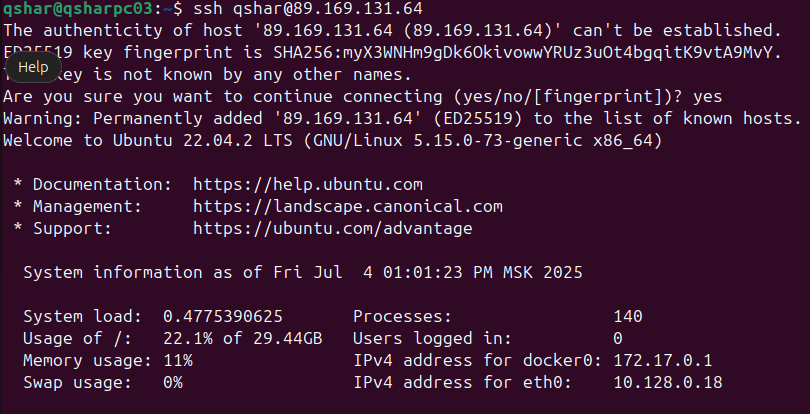 qshar@qsharpc03:~$ ssh qshar@89.169.131.64
The authenticity of host '89.169.131.64 (89.169.131.64)' can't be established.
ED25519 key fingerprint is SHA256:myX3WNHm9gDk6OkivowwYRUz3uOt4bgqitK9vtA9MvY.
Help
key is not known by any other names.
Are you sure you want to continue connecting (yes/no/[fingerprint])? yes
Warning: Permanently added '89.169.131.64' (ED25519) to the list of known hosts.
Welcome to Ubuntu 22.04.2 LTS (GNU/Linux 5.15.0-73-generic x86_64)
* Documentation:  https://help.ubuntu.com
* Management:     https://landscape.canonical.com
* Support:        https://ubuntu.com/advantage
System information as of Fri Jul  4 01:01:23 PM MSK 2025
System load:  0.4775390625      Processes:                140
Usage of /:   22.1% of 29.44GB   Users logged in:          0
Memory usage: 11%                IPv4 address for docker0: 172.17.0.1
Swap usage:   0%                 IPv4 address for eth0:    10.128.0.18